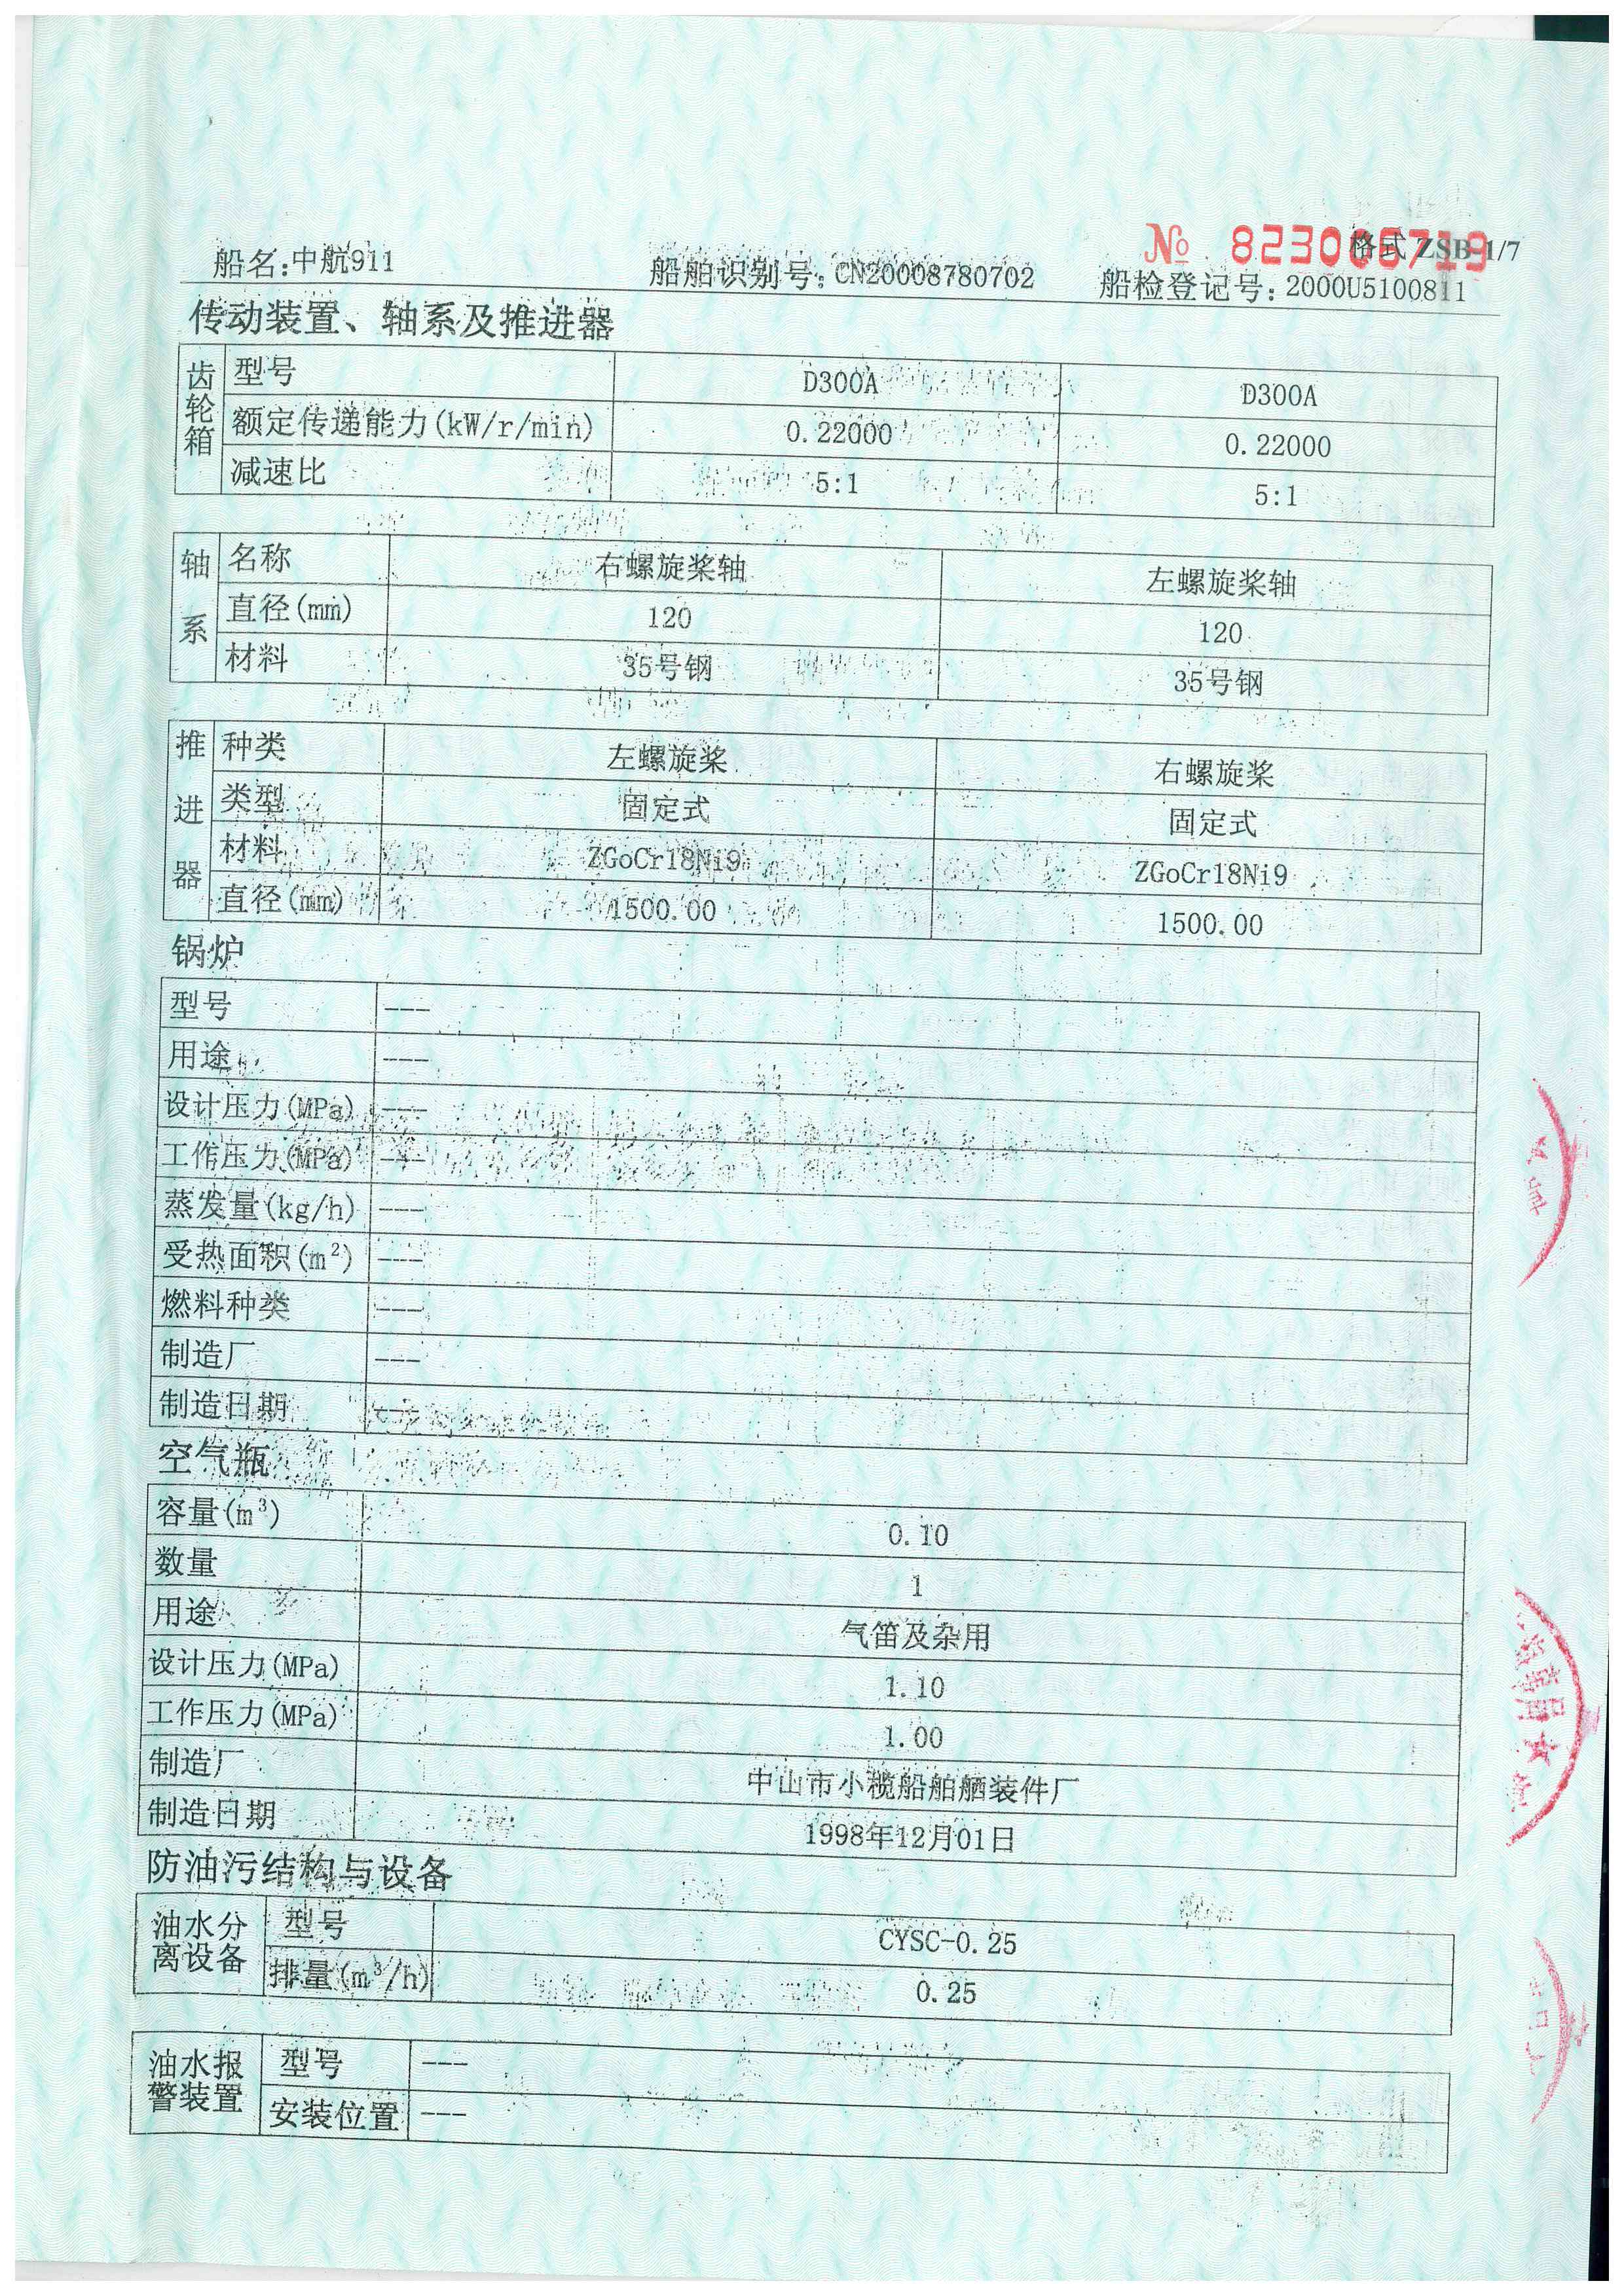 № 8230005719
格式 ZSB-1/7
船名:中航911 船舶识别号:CN20008780702 船检登记号:2000U5100811
传动装置、轴系及推进器
齿轮箱 型号 D300A D300A
额定传递能力(kW/r/min) 0.22000 0.22000
减速比 5:1 5:1
轴系 名称 右螺旋桨轴 左螺旋桨轴
直径(mm) 120 120
材料 35号钢 35号钢
推进器 种类 左螺旋桨 右螺旋桨
类型 固定式 固定式
材料 ZGoCr18Ni9 ZGoCr18Ni9
直径(mm) 1500.00 1500.00
锅炉
型号 ---
用途 ---
设计压力(MPa) ---
工作压力(MPa) ---
蒸发量(kg/h) ---
受热面积(m²) ---
燃料种类 ---
制造厂 ---
制造日期 ---
空气瓶
容量(m³) 0.10
数量 1
用途 气笛及杂用
设计压力(MPa) 1.10
工作压力(MPa) 1.00
制造厂 中山市小榄船舶舾装件厂
制造日期 1998年12月01日
防油污结构与设备
油水分离设备 型号 CYSC-0.25
排量(m³/h) 0.25
油水报警装置 型号 ---
安装位置 ---